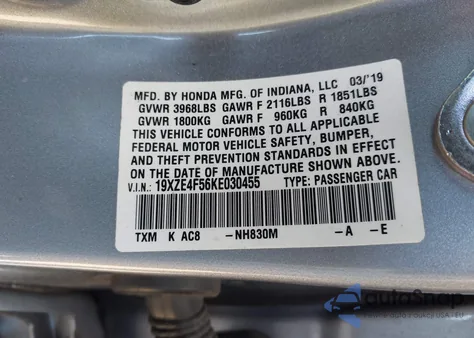 MFD. BY HONDA MFG. OF INDIANA, LLC 03/'19
GVWR 3968LBS GAWR F 2116LBS R 1851LBS
GVWR 1800KG GAWR F 960KG R 840KG
THIS VEHICLE CONFORMS TO ALL APPLICABLE
FEDERAL MOTOR VEHICLE SAFETY, BUMPER,
AND THEFT PREVENTION STANDARDS IN EFFECT
ON THE DATE OF MANUFACTURE SHOWN ABOVE.
V.I.N.: 19XZE4F56KE030455 TYPE: PASSENGER CAR
TXM K AC8 -NH830M -A -E
autoSnap